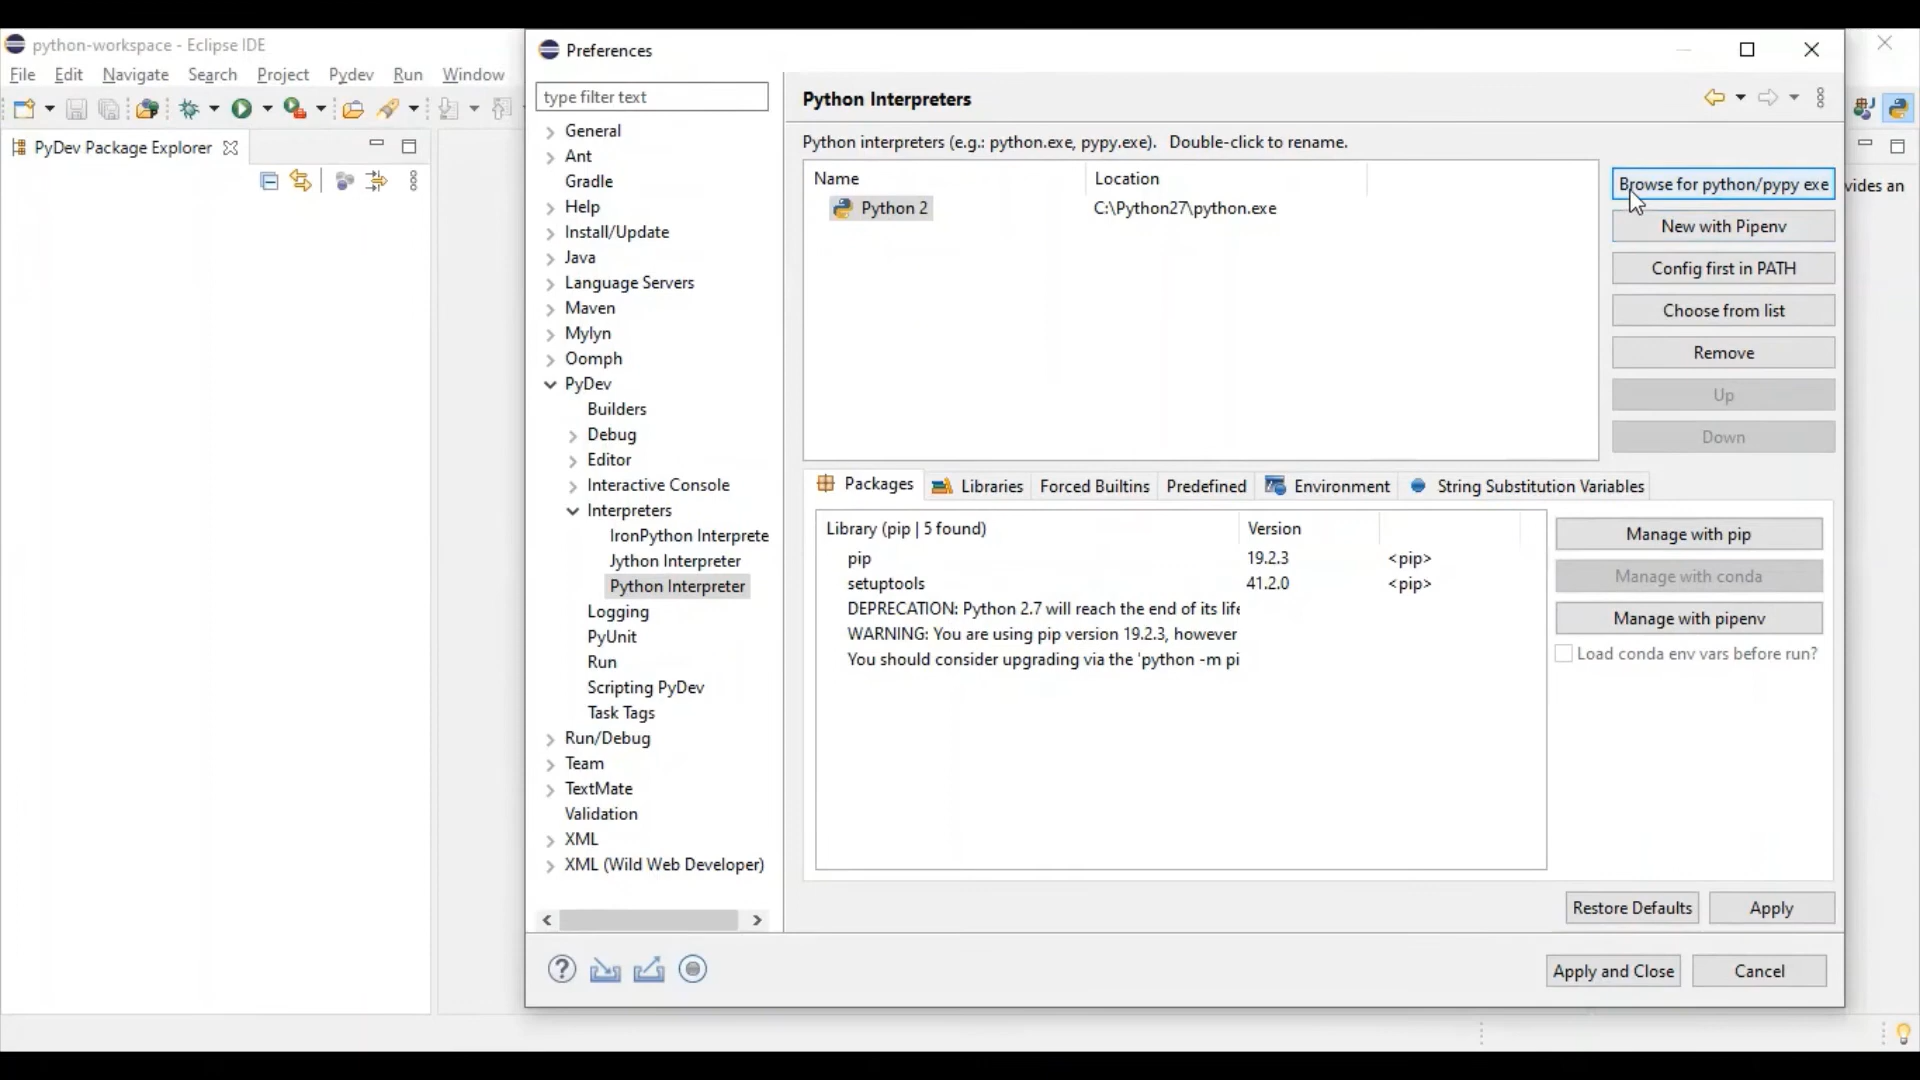 python-workspace - Eclipse IDE
File Edit Navigate Search Project Pydev Run Window
PyDev Package Explorer
Preferences
type filter text
General
Ant
Gradle
Help
Install/Update
Java
Language Servers
Maven
Mylyn
Oomph
PyDev
Builders
Debug
Editor
Interactive Console
Interpreters
IronPython Interprete
Jython Interpreter
Python Interpreter
Logging
PyUnit
Run
Scripting PyDev
Task Tags
Run/Debug
Team
TextMate
Validation
XML
XML (Wild Web Developer)
Python Interpreters
Python interpreters (e.g.: python.exe, pypy.exe). Double-click to rename.
Name Location
Python 2 C:\Python27\python.exe
Browse for python/pypy exe
New with Pipenv
Config first in PATH
Choose from list
Remove
Up
Down
vides an
Packages Libraries Forced Builtins Predefined Environment String Substitution Variables
Library (pip | 5 found) Version
pip 19.2.3 <pip>
setuptools 41.2.0 <pip>
DEPRECATION: Python 2.7 will reach the end of its life
WARNING: You are using pip version 19.2.3, however
You should consider upgrading via the 'python -m pi
Manage with pip
Manage with conda
Manage with pipenv
Load conda env vars before run?
Restore Defaults Apply
Apply and Close Cancel